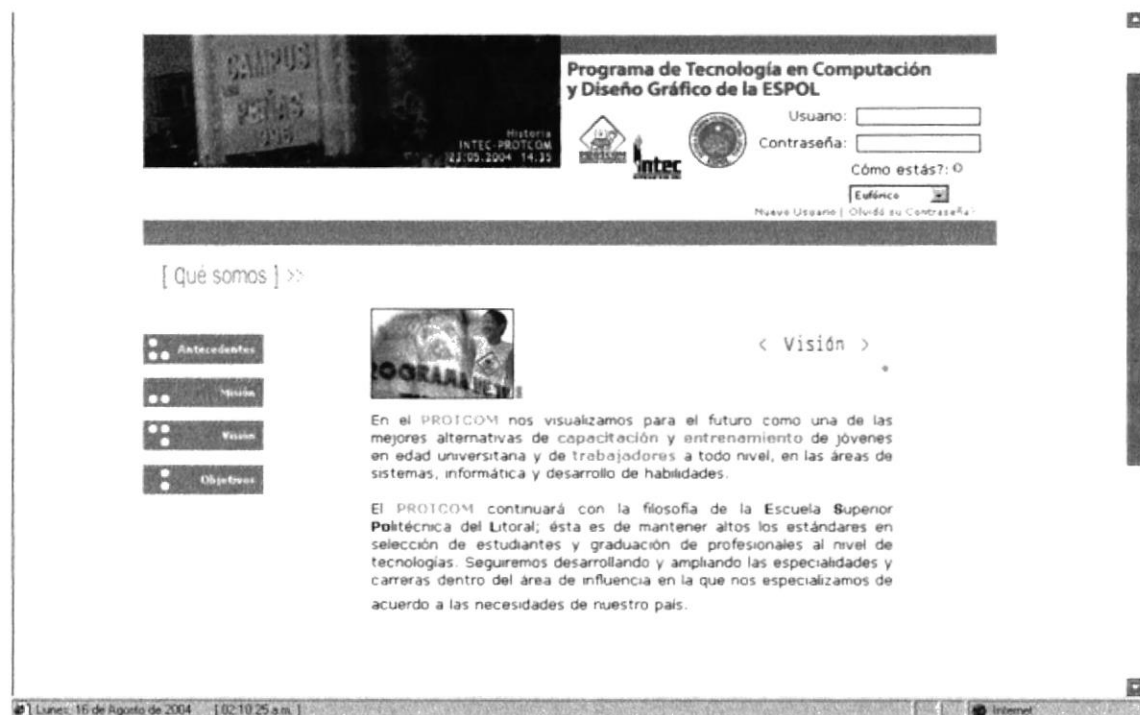 CAMPUS
PEÑAS
Historia
INTEC-PROTCOM
23.05.2004 14:35
Programa de Tecnología en Computación
y Diseño Gráfico de la ESPOL
intec
Usuario:
Contraseña:
Cómo estás?:
Eufórico
Nuevo Usuario | Olvidó su Contraseña?
[ Qué somos ] >>
Antecedentes
Misión
Visión
Objetivos
< Visión >
En el PROTCOM nos visualizamos para el futuro como una de las
mejores alternativas de capacitación y entrenamiento de jóvenes
en edad universitaria y de trabajadores a todo nivel, en las áreas de
sistemas, informática y desarrollo de habilidades.
El PROTCOM continuará con la filosofía de la Escuela Superior
Politécnica del Litoral; ésta es de mantener altos los estándares en
selección de estudiantes y graduación de profesionales al nivel de
tecnologías. Seguiremos desarrollando y ampliando las especialidades y
carreras dentro del área de influencia en la que nos especializamos de
acuerdo a las necesidades de nuestro país.
Lunes, 16 de Agosto de 2004 [ 02:10:25 a.m. ]
Internet